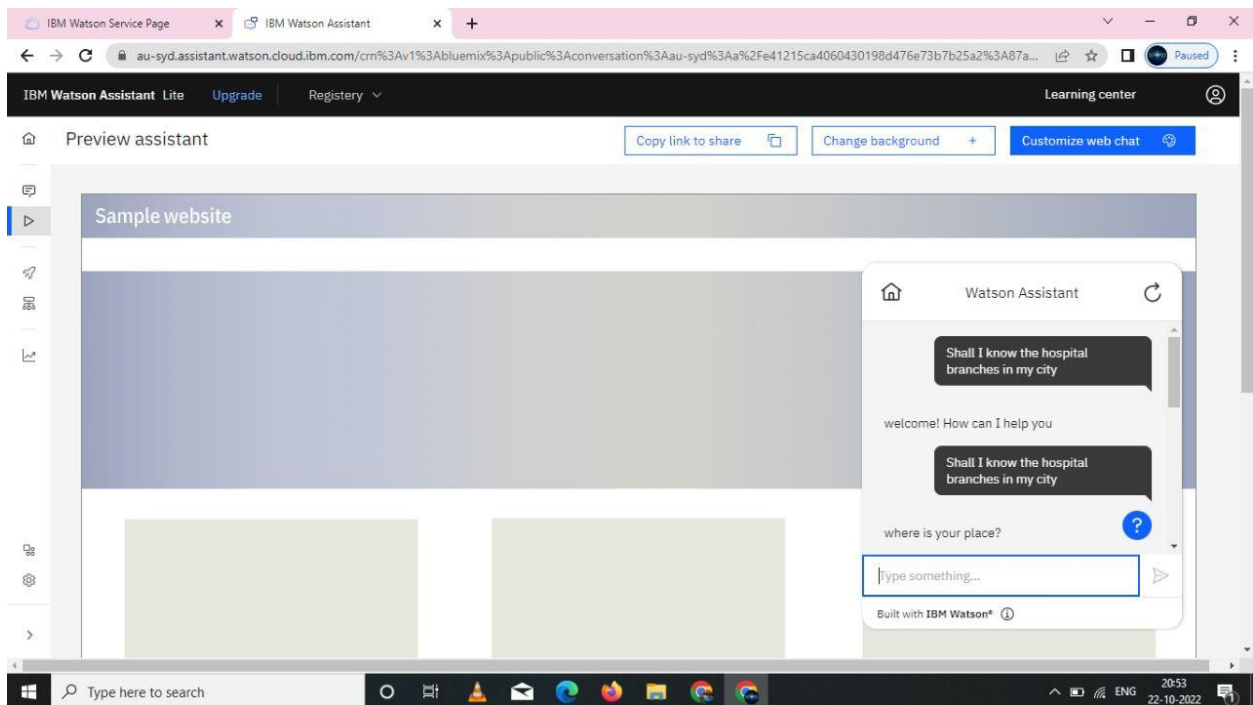 IBM Watson Service Page
IBM Watson Assistant
au-syd.assistant.watson.cloud.ibm.com/crn%3Av1%3Abluemix%3Apublic%3Aconversation%3Aau-syd%3Aa%2Fe41215ca4060430198d476e73b7b25a2%3A87a...
Paused
IBM Watson Assistant Lite Upgrade Registery
Learning center
Preview assistant
Copy link to share
Change background +
Customize web chat
Sample website
Watson Assistant
Shall I know the hospital
branches in my city
welcome! How can I help you
Shall I know the hospital
branches in my city
where is your place?
?
Type something...
Built with IBM Watson®
Type here to search
ENG
20:53
22-10-2022